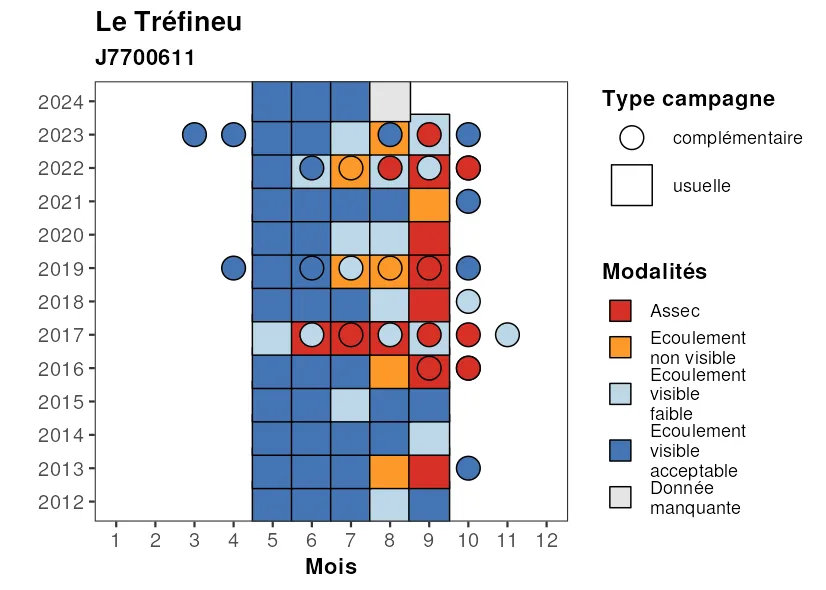 Le Tréfineu
J7700611
2024
2023
2022
2021
2020
2019
2018
2017
2016
2015
2014
2013
2012
1 2 3 4 5 6 7 8 9 10 11 12
Mois
Type campagne
complémentaire
usuelle
Modalités
Assec
Ecoulement
non visible
Ecoulement
visible
faible
Ecoulement
visible
acceptable
Donnée
manquante